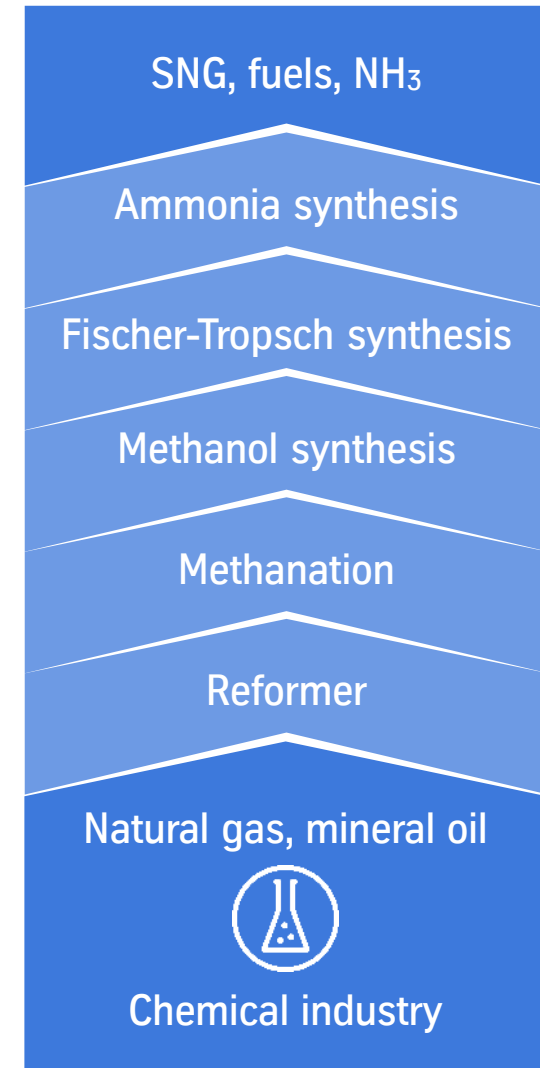 SNG, fuels, NH₃
Ammonia synthesis
Fischer-Tropsch synthesis
Methanol synthesis
Methanation
Reformer
Natural gas, mineral oil
Chemical industry